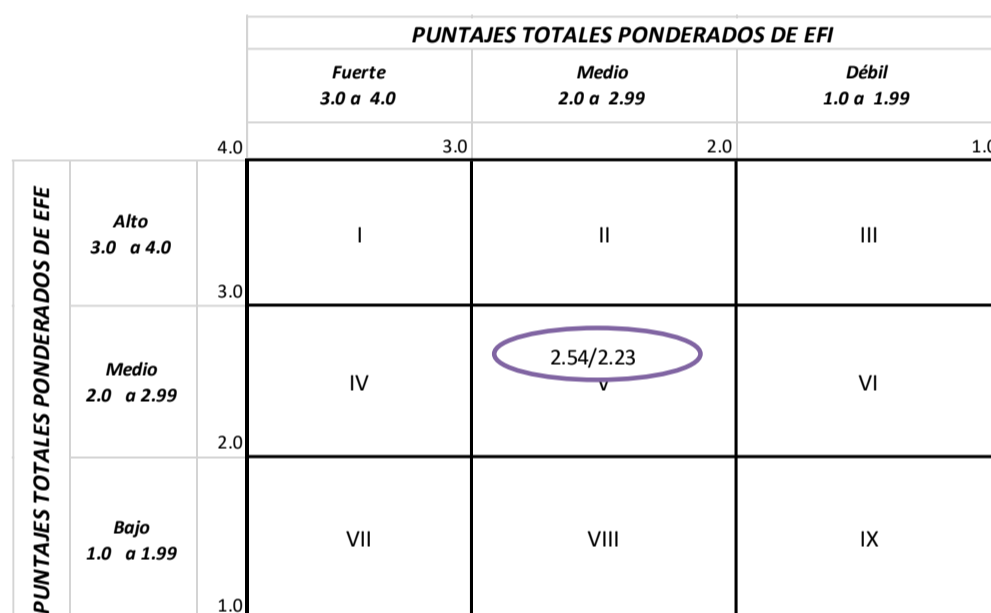 PUNTAJES TOTALES PONDERADOS DE EFI
Fuerte
3.0 a 4.0
Medio
2.0 a 2.99
Débil
1.0 a 1.99
4.0
3.0
2.0
1.0
PUNTAJES TOTALES PONDERADOS DE EFE
Alto
3.0 a 4.0
I
II
III
3.0
Medio
2.0 a 2.99
IV
2.54/2.23
V
VI
2.0
Bajo
1.0 a 1.99
VII
VIII
IX
1.0